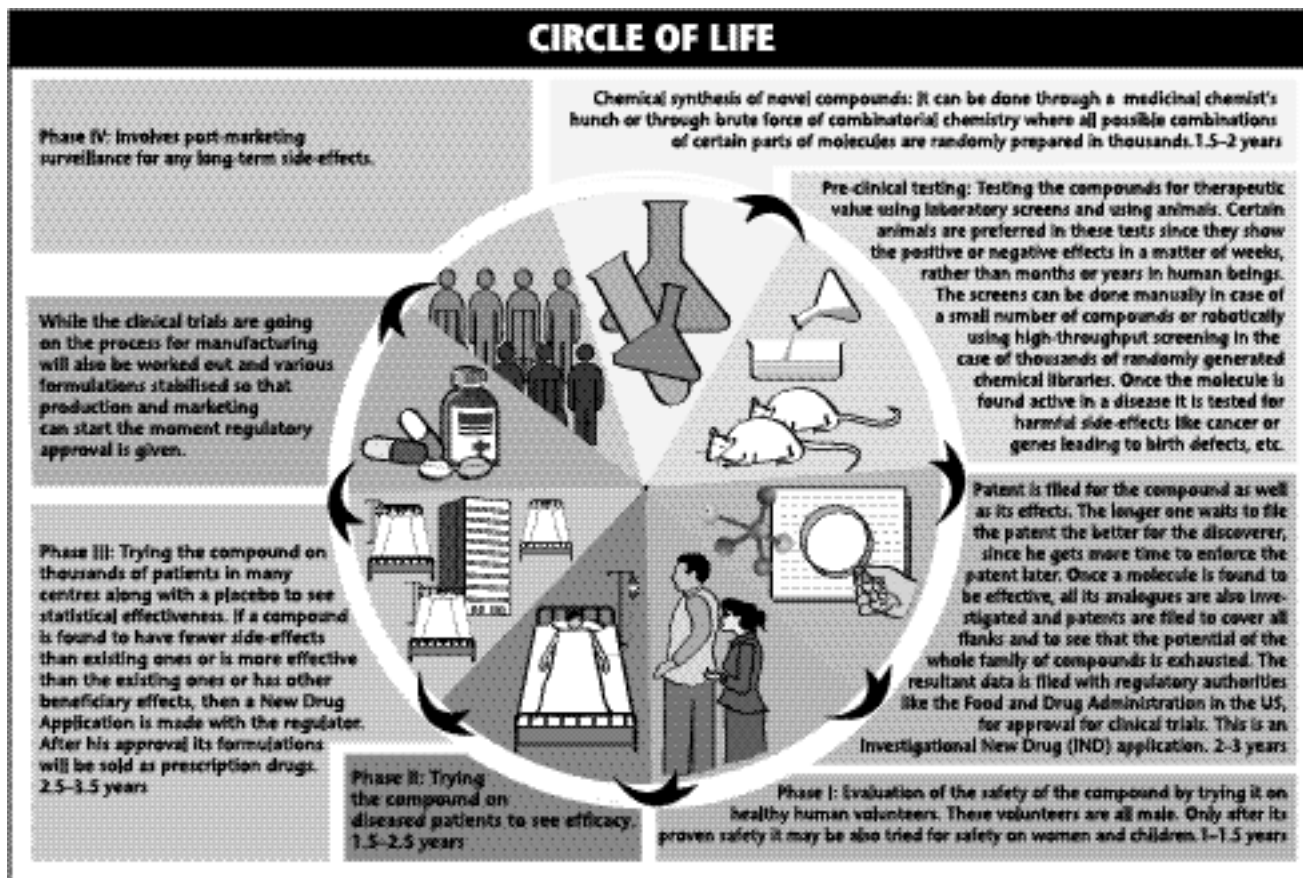 CIRCLE OF LIFE
Chemical synthesis of novel compounds: It can be done through a medicinal chemist's
hunch or through brute force of combinatorial chemistry where all possible combinations
of certain parts of molecules are randomly prepared in thousands. 1.5–2 years
Pre-clinical testing: Testing the compounds for therapeutic
value using laboratory screens and using animals. Certain
animals are preferred in these tests since they show
the positive or negative effects in a matter of weeks,
rather than months or years in human beings.
The screens can be done manually in case of
a small number of compounds or robotically
using high-throughput screening in the
case of thousands of randomly generated
chemical libraries. Once the molecule is
found active in a disease it is tested for
harmful side-effects like cancer or
genes leading to birth defects, etc.
Patent is filed for the compound as well
as its effects. The longer one waits to file
the patent the better for the discoverer,
since he gets more time to enforce the
patent later. Once a molecule is found to
be effective, all its analogues are also inve-
stigated and patents are filed to cover all
flanks and to see that the potential of the
whole family of compounds is exhausted. The
resultant data is filed with regulatory authorities
like the Food and Drug Administration in the US,
for approval for clinical trials. This is an
Investigational New Drug (IND) application. 2–3 years
Phase I: Evaluation of the safety of the compound by trying it on
healthy human volunteers. These volunteers are all male. Only after its
proven safety it may be also tried for safety on women and children. 1–1.5 years
Phase II: Trying
the compound on
diseased patients to see efficacy.
1.5–2.5 years
Phase III: Trying the compound on
thousands of patients in many
centres along with a placebo to see
statistical effectiveness. If a compound
is found to have fewer side-effects
than existing ones or is more effective
than the existing ones or has other
beneficiary effects, then a New Drug
Application is made with the regulator.
After his approval its formulations
will be sold as prescription drugs.
2.5–3.5 years
While the clinical trials are going
on the process for manufacturing
will also be worked out and various
formulations stabilised so that
production and marketing
can start the moment regulatory
approval is given.
Phase IV: Involves post-marketing
surveillance for any long-term side-effects.